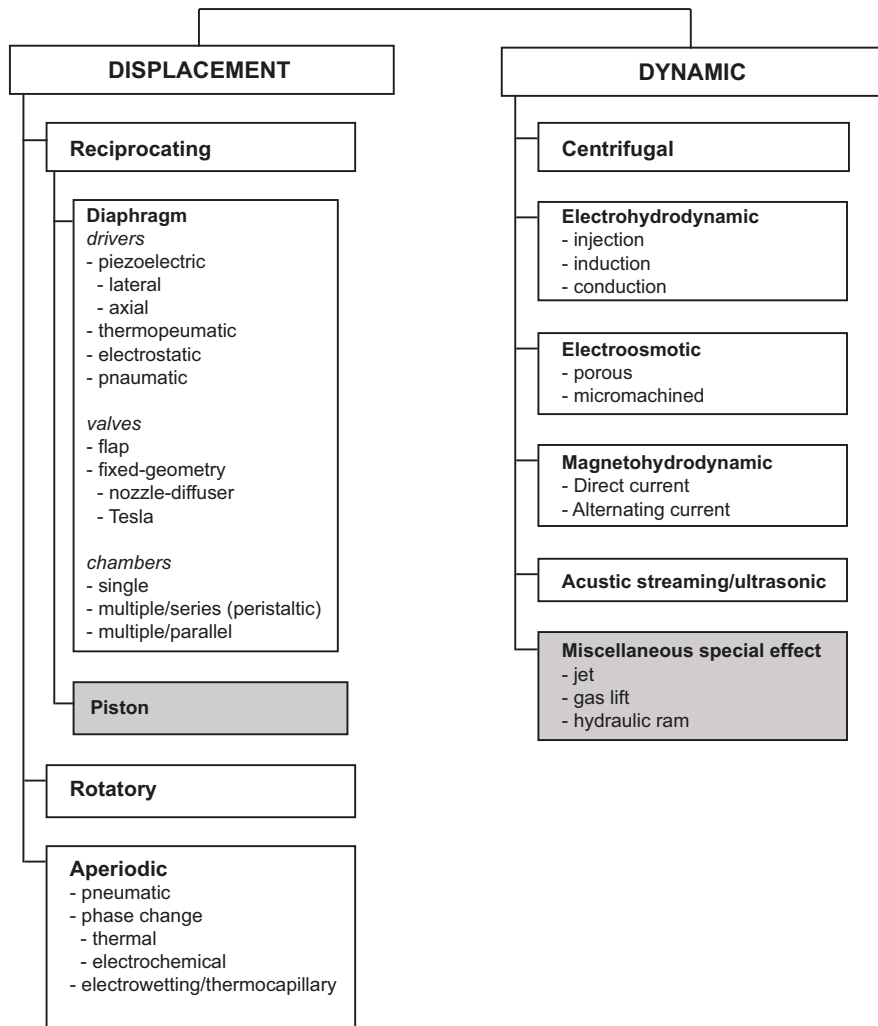 DISPLACEMENT
Reciprocating
Diaphragm
drivers
- piezoelectric
- lateral
- axial
- thermopeumatic
- electrostatic
- pnaumatic
valves
- flap
- fixed-geometry
- nozzle-diffuser
- Tesla
chambers
- single
- multiple/series (peristaltic)
- multiple/parallel
Piston
Rotatory
Aperiodic
- pneumatic
- phase change
- thermal
- electrochemical
- electrowetting/thermocapillary
DYNAMIC
Centrifugal
Electrohydrodynamic
- injection
- induction
- conduction
Electroosmotic
- porous
- micromachined
Magnetohydrodynamic
- Direct current
- Alternating current
Acustic streaming/ultrasonic
Miscellaneous special effect
- jet
- gas lift
- hydraulic ram